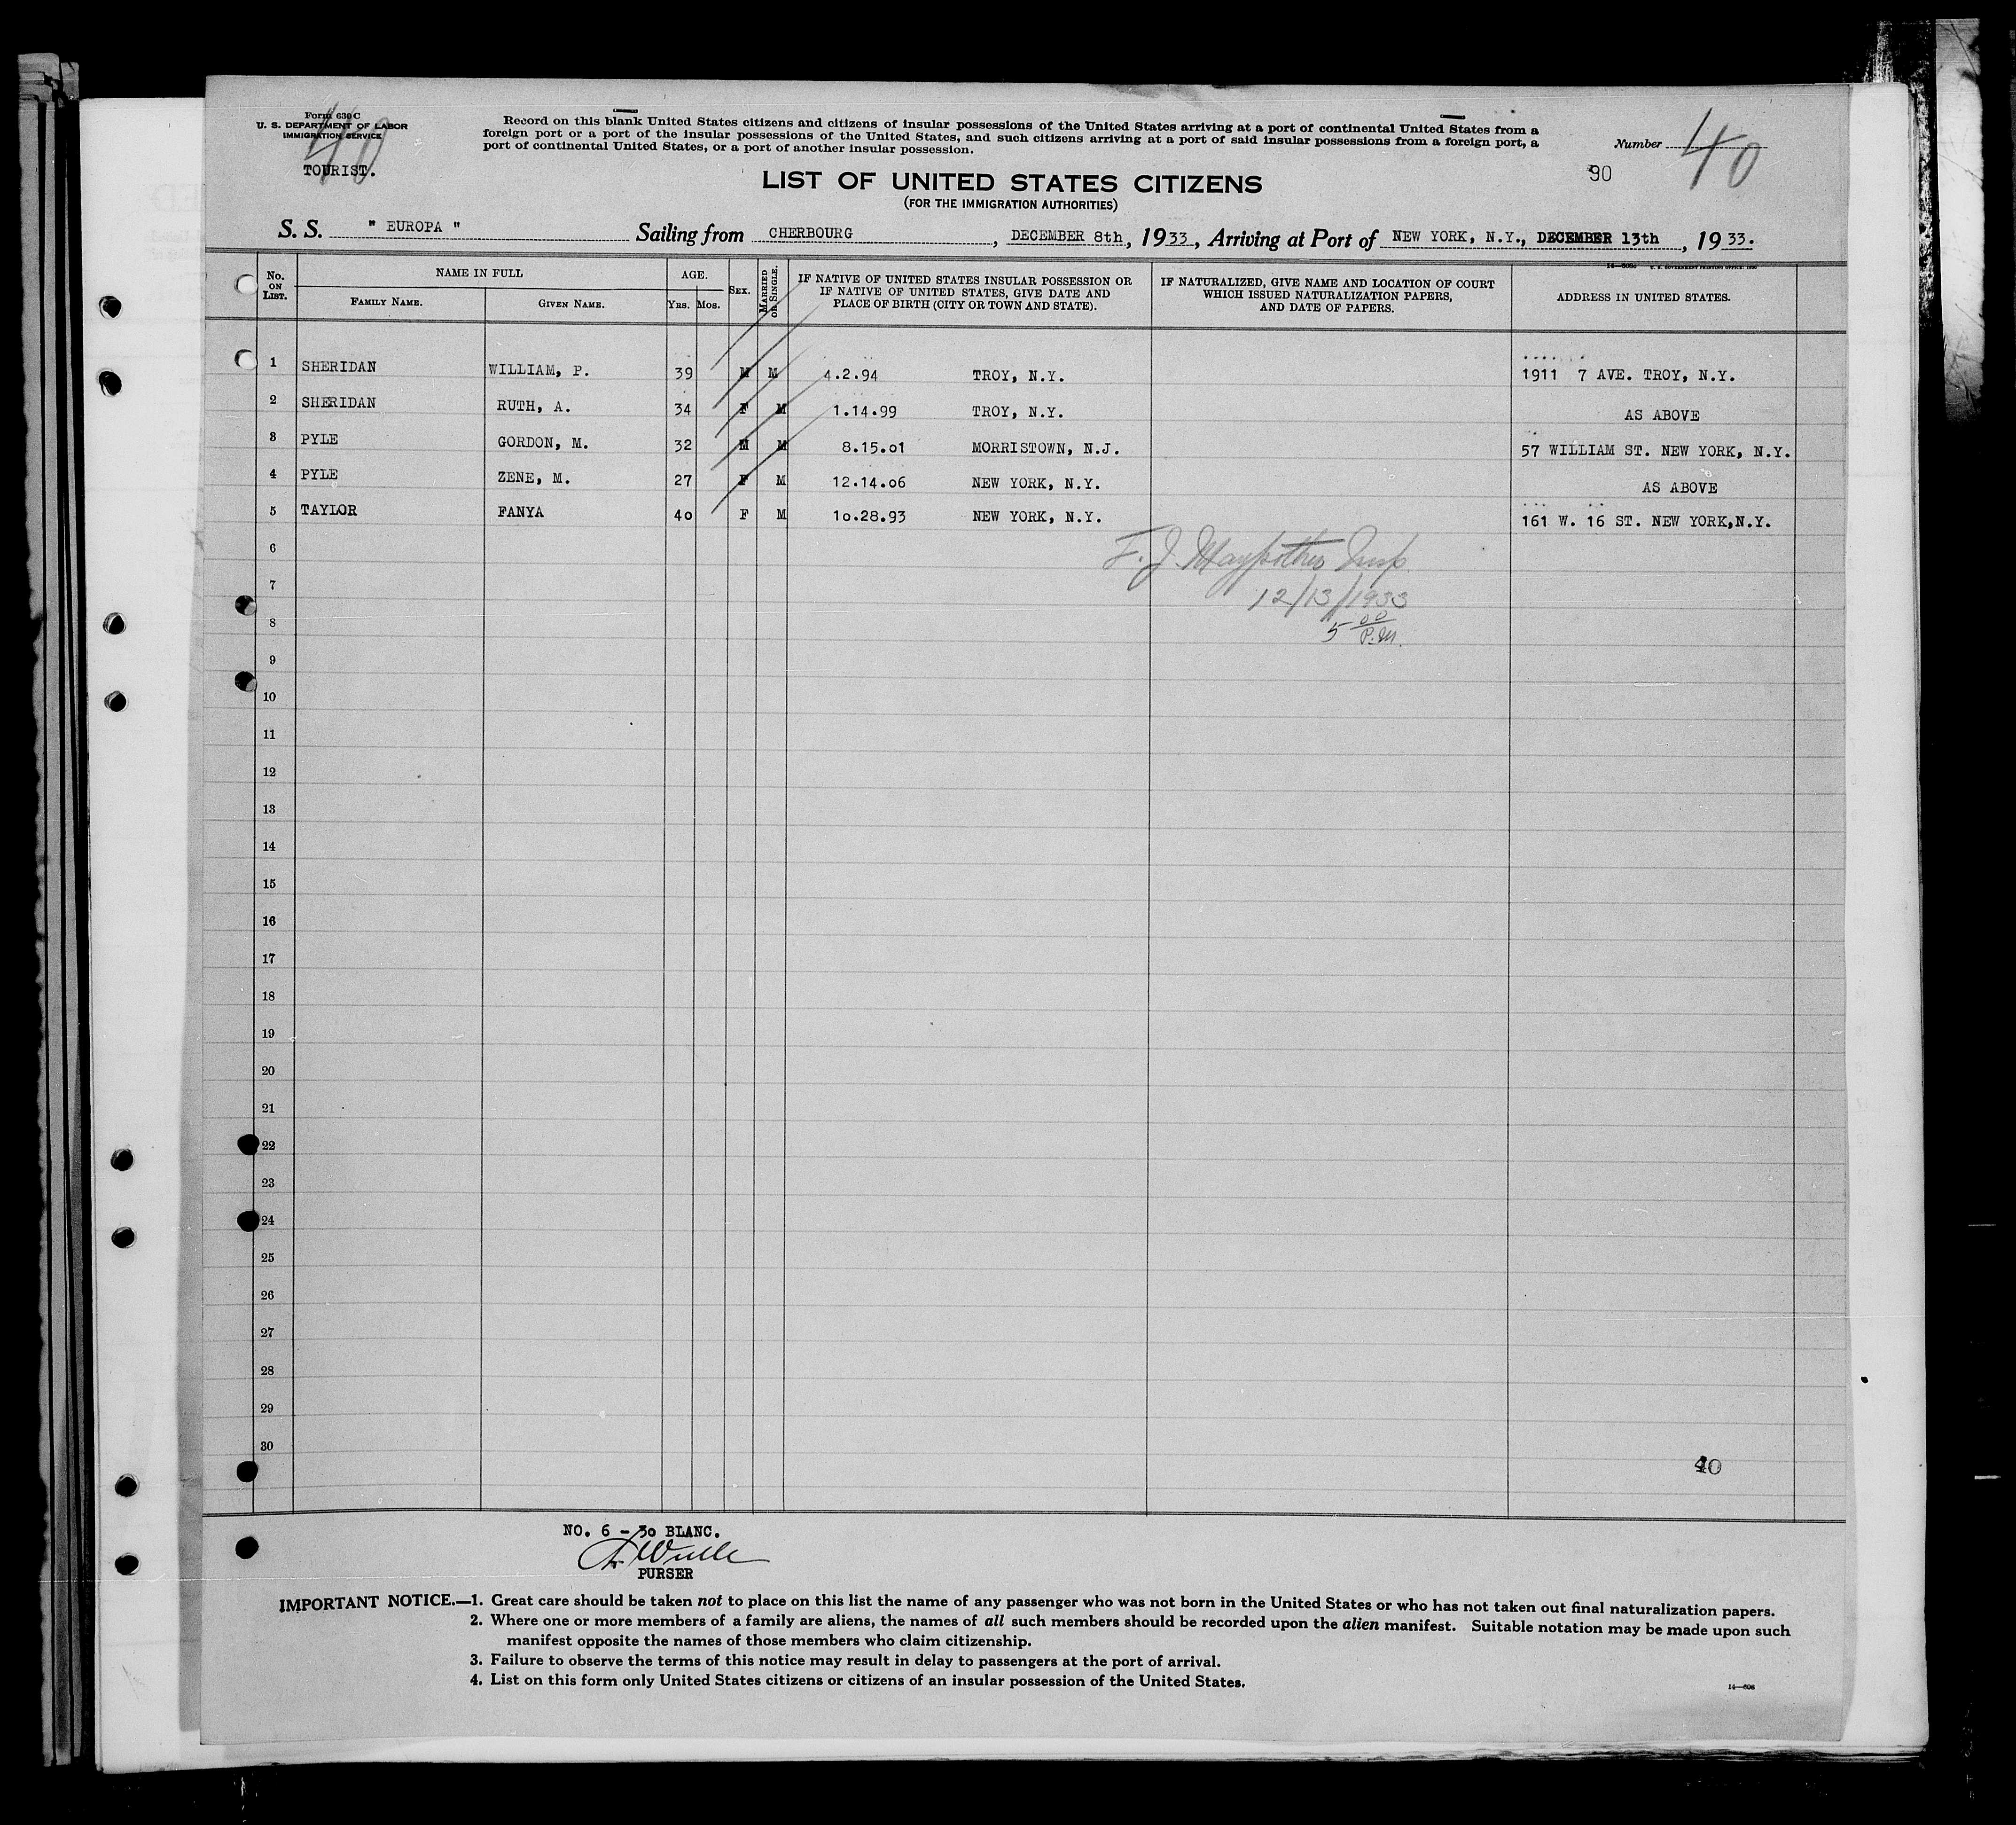 Form 630 C
U. S. DEPARTMENT OF LABOR
IMMIGRATION SERVICE
40
TOURIST.
Record on this blank United States citizens and citizens of insular possessions of the United States arriving at a port of continental United States from a
foreign port or a port of the insular possessions of the United States, and such citizens arriving at a port of said insular possessions from a foreign port, a
port of continental United States, or a port of another insular possession.
Number 40
90
LIST OF UNITED STATES CITIZENS
(FOR THE IMMIGRATION AUTHORITIES)
S. S. " EUROPA " Sailing from CHERBOURG, DECEMBER 8th, 1933, Arriving at Port of NEW YORK, N.Y., DECEMBER 13th, 1933.
No. ON LIST. NAME IN FULL FAMILY NAME. GIVEN NAME. AGE. YRS. MOS. SEX. MARRIED OR SINGLE. IF NATIVE OF UNITED STATES INSULAR POSSESSION OR IF NATIVE OF UNITED STATES, GIVE DATE AND PLACE OF BIRTH (CITY OR TOWN AND STATE). IF NATURALIZED, GIVE NAME AND LOCATION OF COURT WHICH ISSUED NATURALIZATION PAPERS, AND DATE OF PAPERS. ADDRESS IN UNITED STATES.
1 SHERIDAN WILLIAM, P. 39 M M 4.2.94 TROY, N.Y. 1911 7 AVE. TROY, N.Y.
2 SHERIDAN RUTH, A. 34 F M 1.14.99 TROY, N.Y. AS ABOVE
3 PYLE GORDON, M. 32 M M 8.15.01 MORRISTOWN, N.J. 57 WILLIAM ST. NEW YORK, N.Y.
4 PYLE ZENE, M. 27 F M 12.14.06 NEW YORK, N.Y. AS ABOVE
5 TAYLOR FANYA 40 F M 10.28.93 NEW YORK, N.Y. 161 W. 16 ST. NEW YORK,N.Y.
6
F. J. Insp.
7
12/13/1933
8
5 00 P.M.
9
10
11
12
13
14
15
16
17
18
19
20
21
22
23
24
25
26
27
28
29
30
40
NO. 6 - 30 BLANC.
PURSER
IMPORTANT NOTICE.—1. Great care should be taken not to place on this list the name of any passenger who was not born in the United States or who has not taken out final naturalization papers.
2. Where one or more members of a family are aliens, the names of all such members should be recorded upon the alien manifest. Suitable notation may be made upon such
manifest opposite the names of those members who claim citizenship.
3. Failure to observe the terms of this notice may result in delay to passengers at the port of arrival.
4. List on this form only United States citizens or citizens of an insular possession of the United States.
14—608